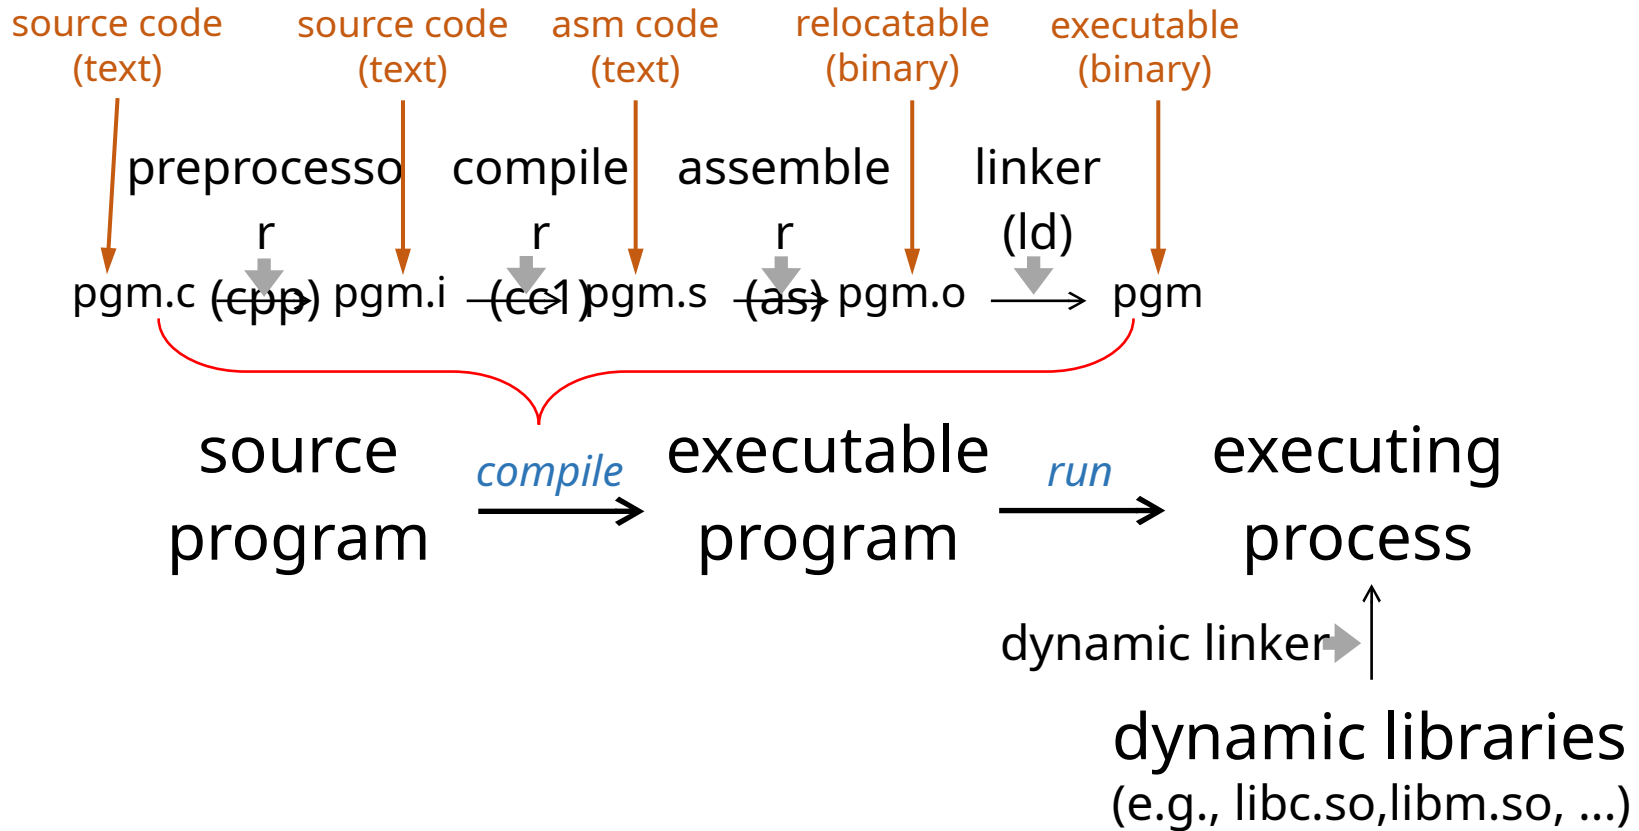 source code
(text)
source code
(text)
asm code
(text)
relocatable
(binary)
executable
(binary)
preprocesso
r
(cpp)
compile
r
(cc1)
assemble
r
(as)
linker
(ld)
pgm.c
pgm.i
pgm.s
pgm.o
pgm
source
program
compile
executable
program
run
executing
process
dynamic linker
dynamic libraries
(e.g., libc.so,libm.so, ...)